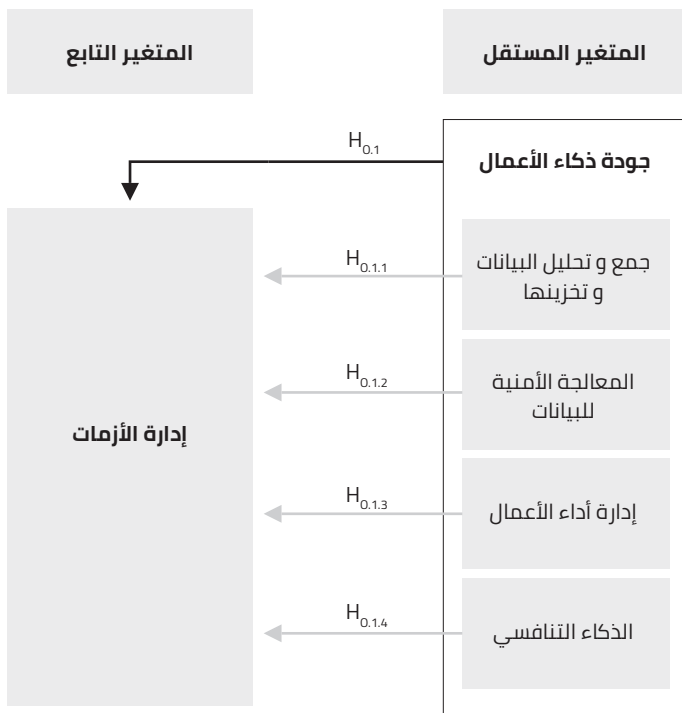 المتغير المستقل
المتغير التابع
جودة ذكاء الأعمال
H0.1
جمع و تحليل البيانات
و تخزينها
H0.1.1
المعالجة الأمنية
للبيانات
H0.1.2
إدارة الأزمات
إدارة أداء الأعمال
H0.1.3
الذكاء التنافسي
H0.1.4